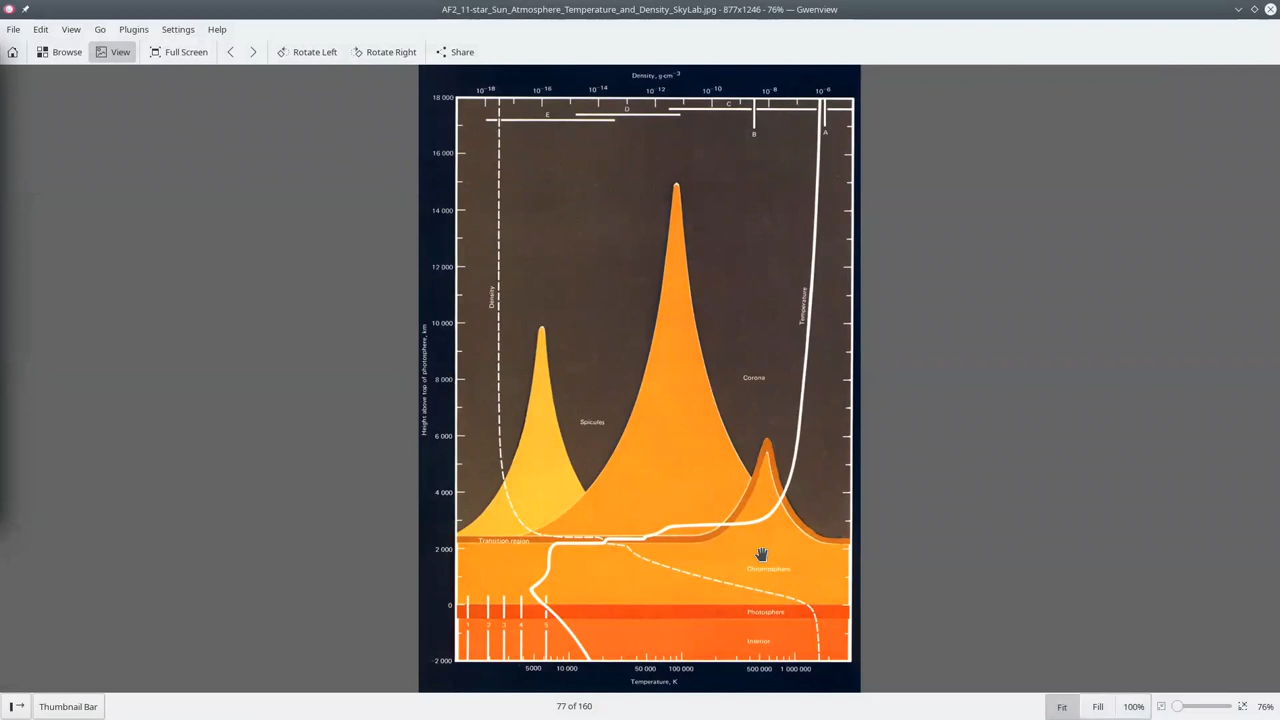 AF2_11-star_Sun_Atmosphere_Temperature_and_Density_SkyLab.jpg - 877x1246 - 76% — Gwenview
File Edit View Go Plugins Settings Help
Browse View Full Screen Rotate Left Rotate Right Share
Density, g·cm⁻³
10⁻¹⁸ 10⁻¹⁶ 10⁻¹⁴ 10⁻¹² 10⁻¹⁰ 10⁻⁸ 10⁻⁶
18 000
C
D
E
B
A
16 000
14 000
12 000
Density
Temperature
10 000
Height above top of photosphere, km
8 000
Corona
6 000
Spicules
4 000
Transition region
2 000
Chromosphere
0
Photosphere
1 2 3 4 5
Interior
-2 000
5000 10 000 50 000 100 000 500 000 1 000 000
Temperature, K
Thumbnail Bar
77 of 160
Fit Fill 100% 76%